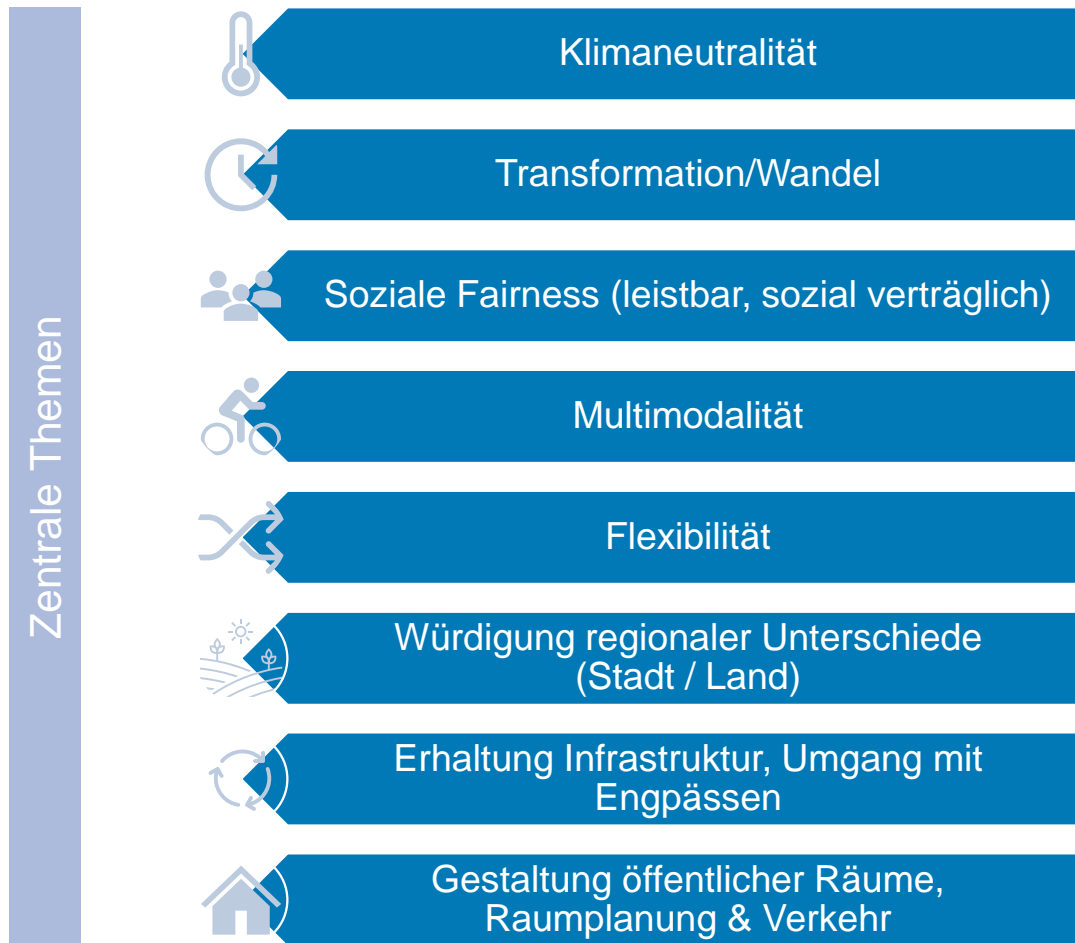 Zentrale Themen
Klimaneutralität
Transformation/Wandel
Soziale Fairness (leistbar, sozial verträglich)
Multimodalität
Flexibilität
Würdigung regionaler Unterschiede
(Stadt / Land)
Erhaltung Infrastruktur, Umgang mit
Engpässen
Gestaltung öffentlicher Räume,
Raumplanung & Verkehr